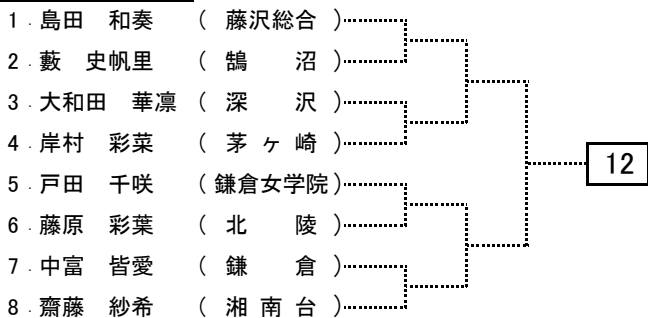 1．島田　和奏　（　藤沢総合　）
2．藪　史帆里　（　鵠　　沼　）
3．大和田　華凛　（　深　　沢　）
4．岸村　彩菜　（　茅ヶ崎　）
5．戸田　千咲　（鎌倉女学院）
6．藤原　彩葉　（　北　　陵　）
7．中富　皆愛　（　鎌　　倉　）
8．齋藤　紗希　（　湘南台　）
12